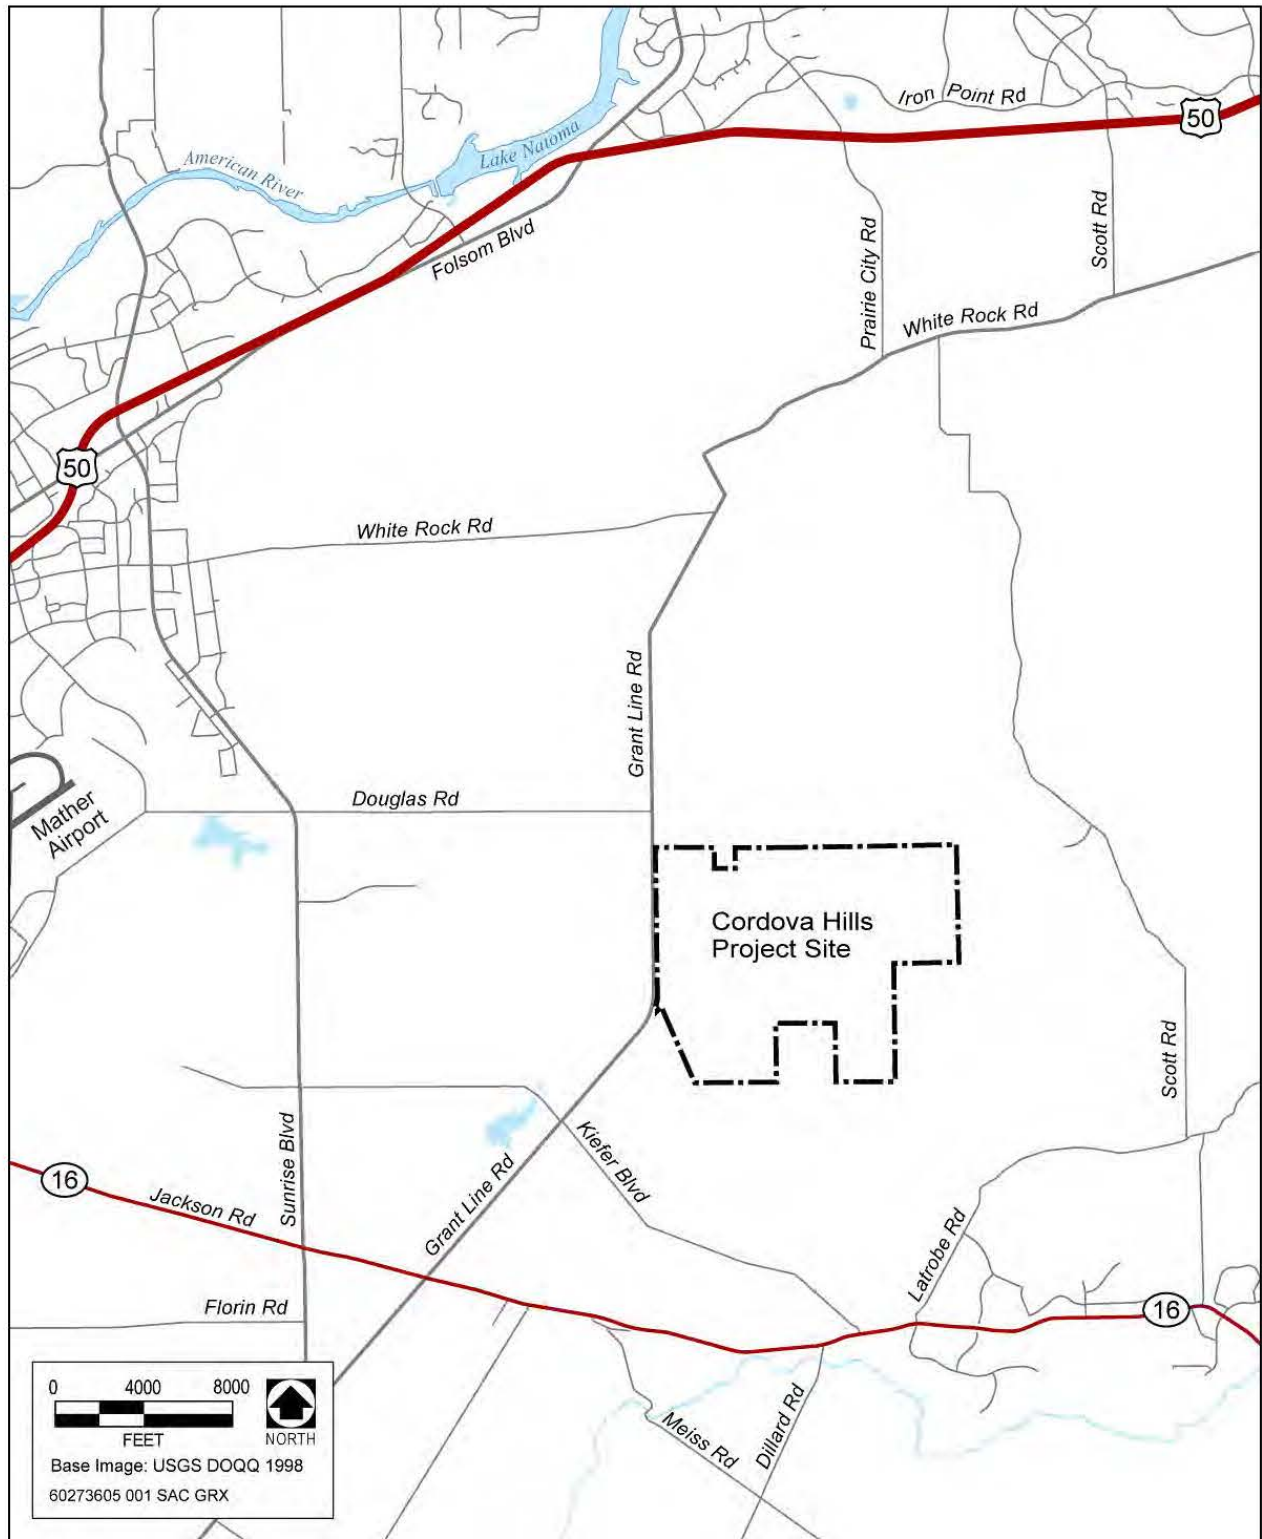 Iron Point Rd
50
Lake Natoma
American River
Folsom Blvd
Prairie City Rd
Scott Rd
White Rock Rd
50
White Rock Rd
Grant Line Rd
Douglas Rd
Mather
Airport
Cordova Hills
Project Site
Scott Rd
Sunrise Blvd
Kiefer Blvd
Grant Line Rd
16
Jackson Rd
Latrobe Rd
Florin Rd
16
Meiss Rd
Dillard Rd
0 4000 8000
FEET
NORTH
Base Image: USGS DOQQ 1998
60273605 001 SAC GRX